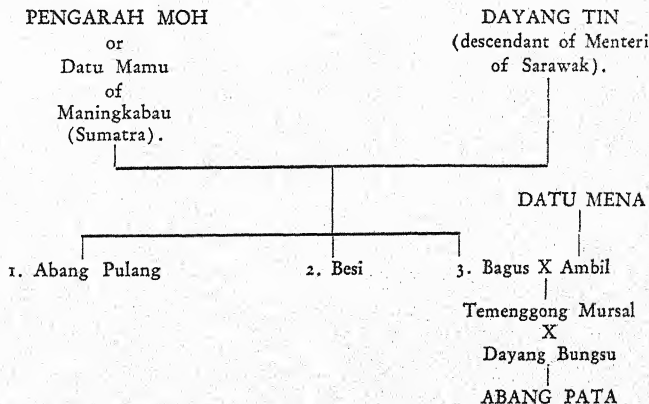 PENGARAH MOH
or
Datu Mamu
of
Maningkabau
(Sumatra).
DAYANG TIN
(descendant of Menteri
of Sarawak).
DATU MENA
1. Abang Pulang
2. Besi
3. Bagus X Ambil
Temenggong Mursal
X
Dayang Bungsu
ABANG PATA